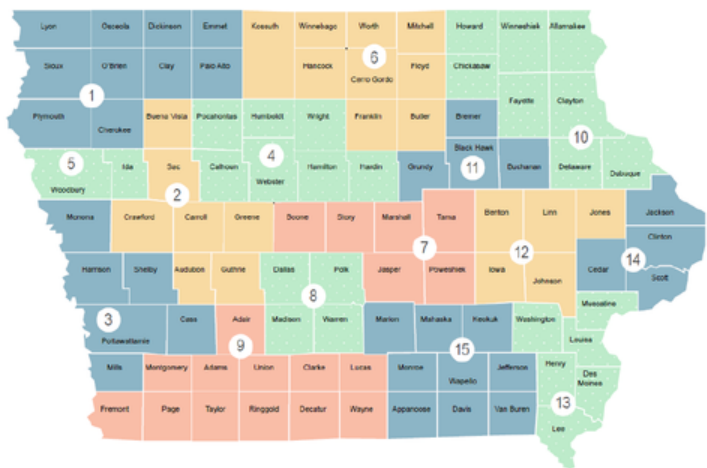 Lyon Osceola Dickinson Emmet Kossuth Winnebago Worth Mitchell Howard Winneshiek Allamakee
6
Sioux O'Brien Clay Palo Alto Hancock Cerro Gordo Floyd Chickasaw
1
Fayette Clayton
Plymouth Cherokee Buena Vista Pocahontas Humboldt Wright Franklin Butler Bremer
10
5 4 11
Woodbury Ida Sac Calhoun Webster Hamilton Hardin Grundy Black Hawk Buchanan Delaware Dubuque
2
Monona Crawford Carroll Greene Boone Story Marshall Tama Benton Linn Jones Jackson
Clinton
7 12 14
Harrison Shelby Audubon Guthrie Dallas Polk Jasper Poweshiek Iowa Johnson Cedar Scott
8
Muscatine
3
Pottawattamie Cass Adair Madison Warren Marion Mahaska Keokuk Washington Louisa
9 15
Mills Montgomery Adams Union Clarke Lucas Monroe Wapello Jefferson Henry Des Moines
13
Fremont Page Taylor Ringgold Decatur Wayne Appanoose Davis Van Buren Lee